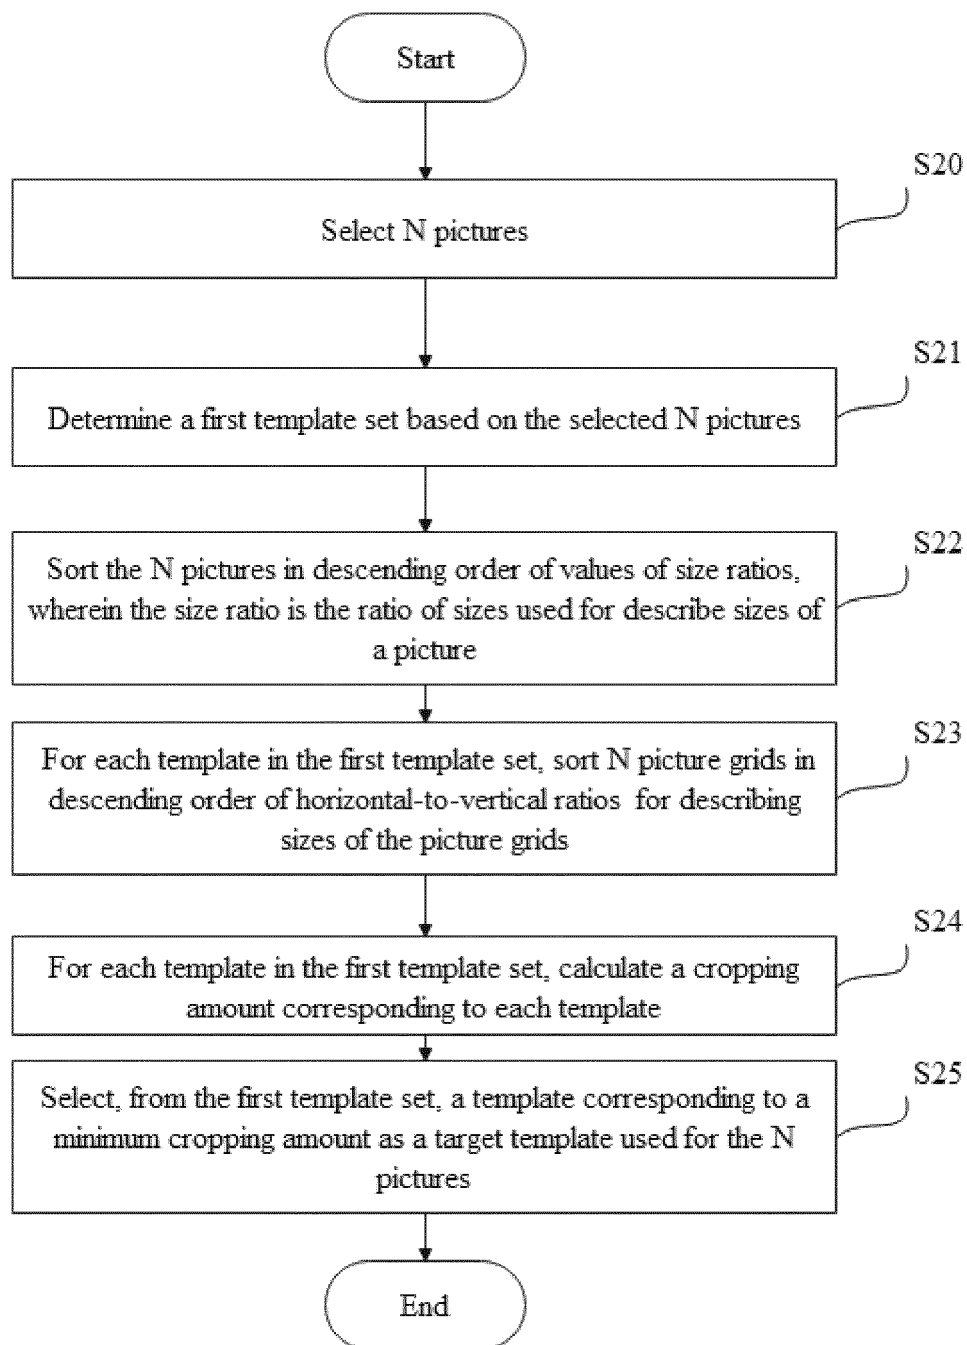 Start
S20
Select N pictures
S21
Determine a first template set based on the selected N pictures
S22
Sort the N pictures in descending order of values of size ratios,
wherein the size ratio is the ratio of sizes used for describe sizes of
a picture
S23
For each template in the first template set, sort N picture grids in
descending order of horizontal-to-vertical ratios for describing
sizes of the picture grids
S24
For each template in the first template set, calculate a cropping
amount corresponding to each template
S25
Select, from the first template set, a template corresponding to a
minimum cropping amount as a target template used for the N
pictures
End